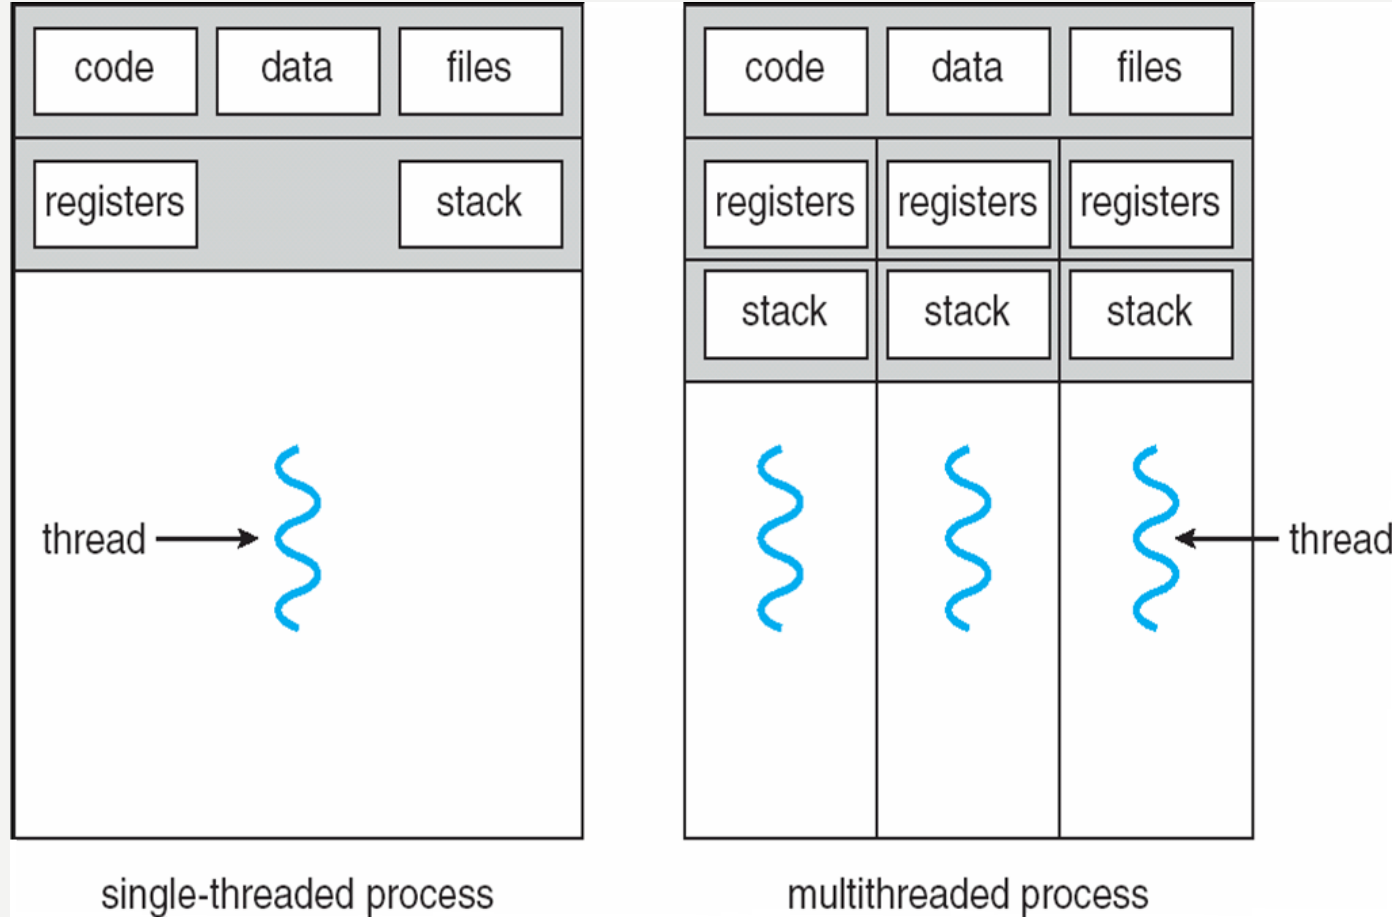 code data files code data files
registers stack registers registers registers
stack stack stack
thread thread
single-threaded process multithreaded process